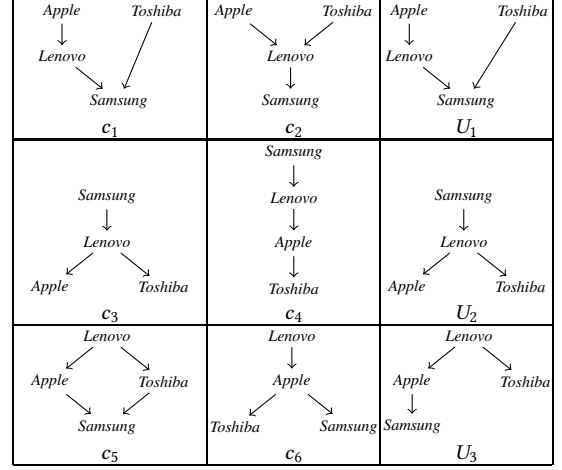 Apple Toshiba Apple Toshiba Apple Toshiba
Lenovo Lenovo Lenovo
Samsung Samsung Samsung
c1 c2 U1
Samsung
Samsung Lenovo Samsung
Lenovo Apple Lenovo
Apple Toshiba Toshiba Apple Toshiba
c3 c4 U2
Lenovo Lenovo Lenovo
Apple Toshiba Apple Apple Toshiba
Samsung Toshiba Samsung Samsung
c5 c6 U3